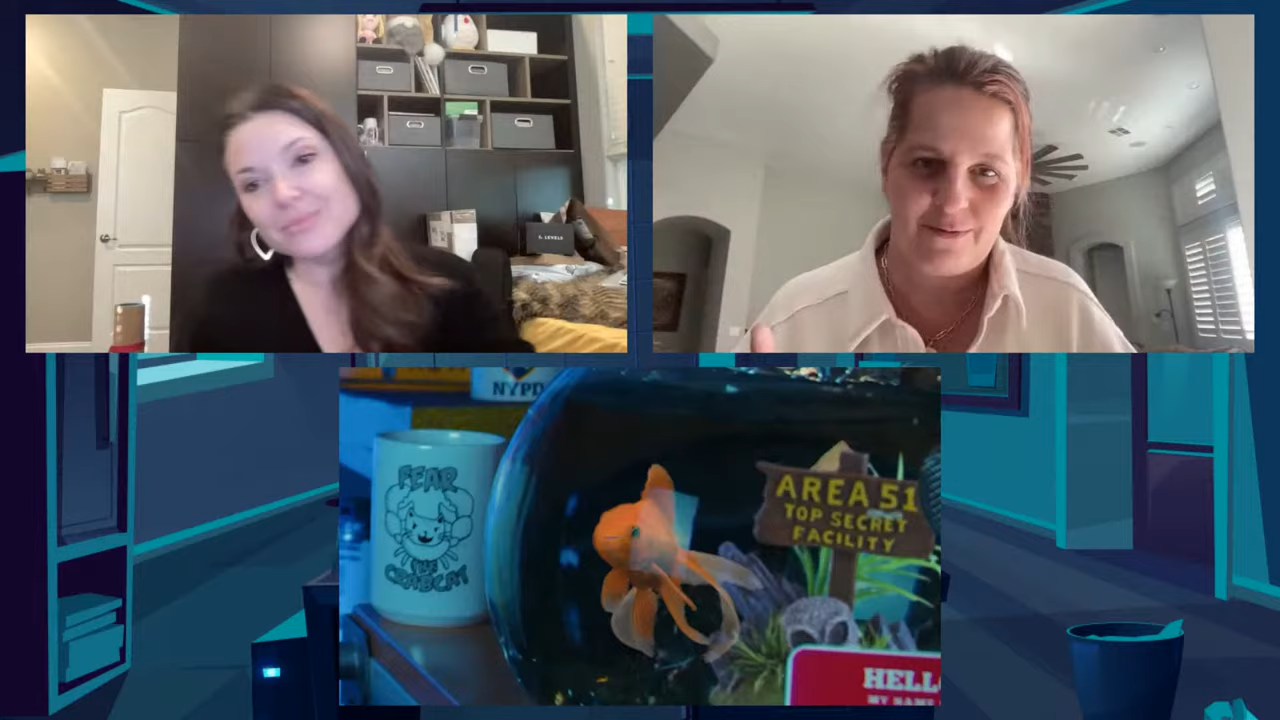 NYPD
FEAR
THE
CRABCAT
AREA 51
TOP SECRET
FACILITY
HELL
MY NAME